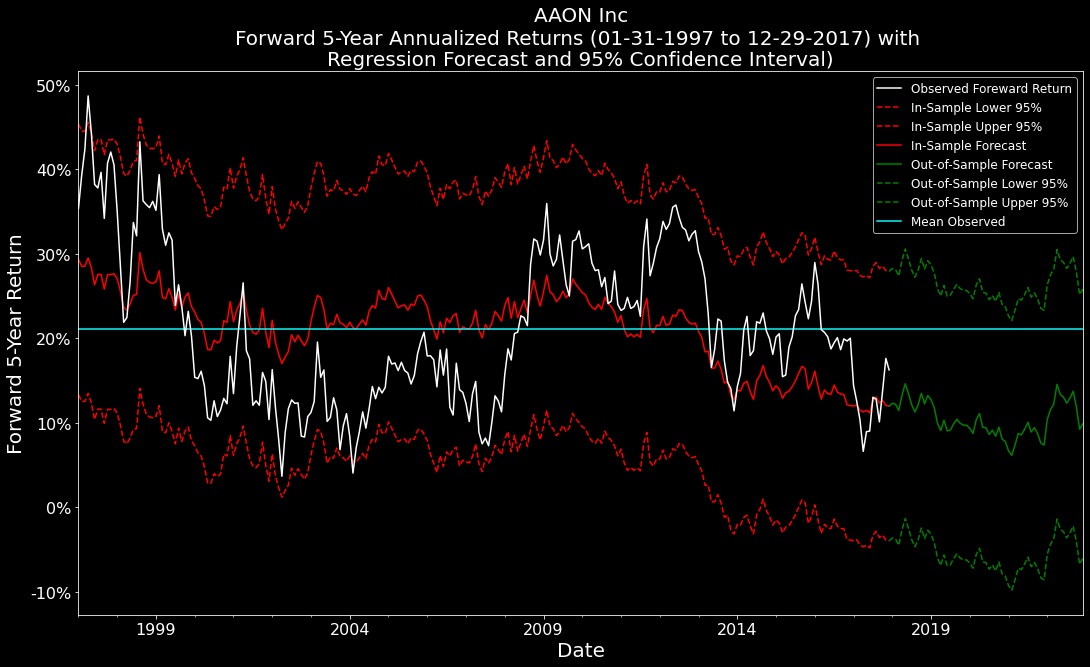 AAON Inc
Forward 5-Year Annualized Returns (01-31-1997 to 12-29-2017) with
Regression Forecast and 95% Confidence Interval)
50%
40%
30%
20%
10%
0%
-10%
Forward 5-Year Return
Observed Foreward Return
In-Sample Lower 95%
In-Sample Upper 95%
In-Sample Forecast
Out-of-Sample Forecast
Out-of-Sample Lower 95%
Out-of-Sample Upper 95%
Mean Observed
1999
2004
2009
2014
2019
Date